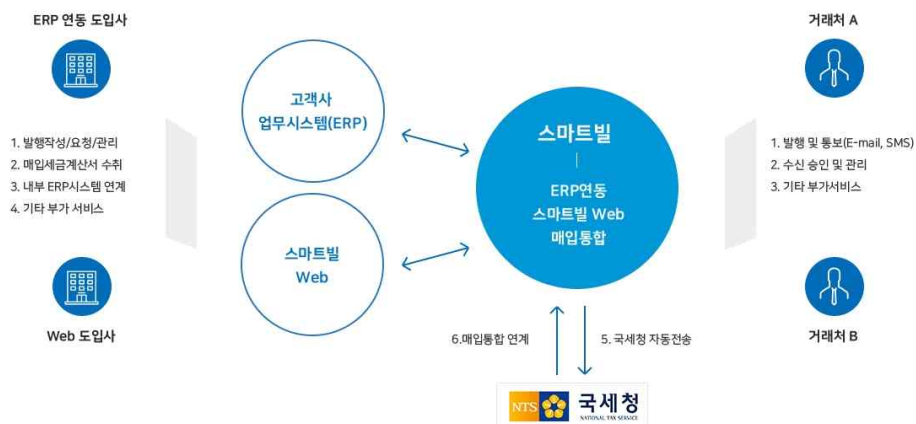 ERP 연동 도입사
1. 발행작성/요청/관리
2. 매입세금계산서 수취
3. 내부 ERP시스템 연계
4. 기타 부가 서비스
Web 도입사
고객사
업무시스템(ERP)
스마트빌
Web
스마트빌
ERP연동
스마트빌 Web
매입통합
6.매입통합 연계
5. 국세청 자동전송
NTS 국세청
NATIONAL TAX SERVICE
거래처 A
1. 발행 및 통보(E-mail, SMS)
2. 수신 승인 및 관리
3. 기타 부가서비스
거래처 B